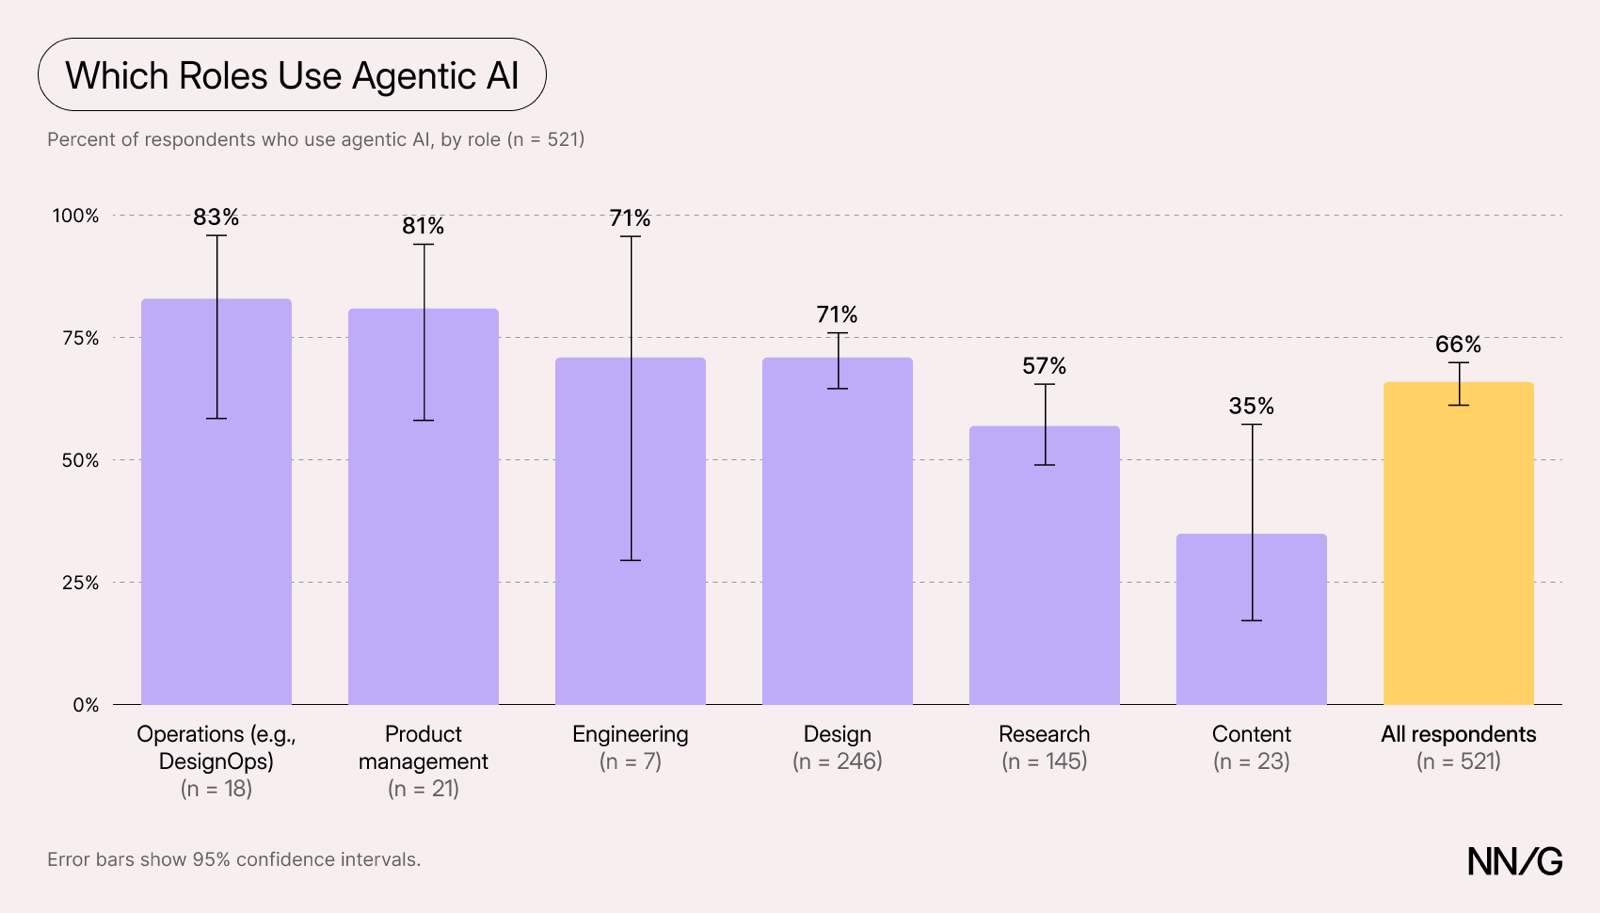 Which Roles Use Agentic AI
Percent of respondents who use agentic AI, by role (n = 521)
100%
75%
50%
25%
0%
83%
81%
71%
71%
57%
35%
66%
Operations (e.g.,
DesignOps)
(n = 18)
Product
management
(n = 21)
Engineering
(n = 7)
Design
(n = 246)
Research
(n = 145)
Content
(n = 23)
All respondents
(n = 521)
Error bars show 95% confidence intervals.
NN/G